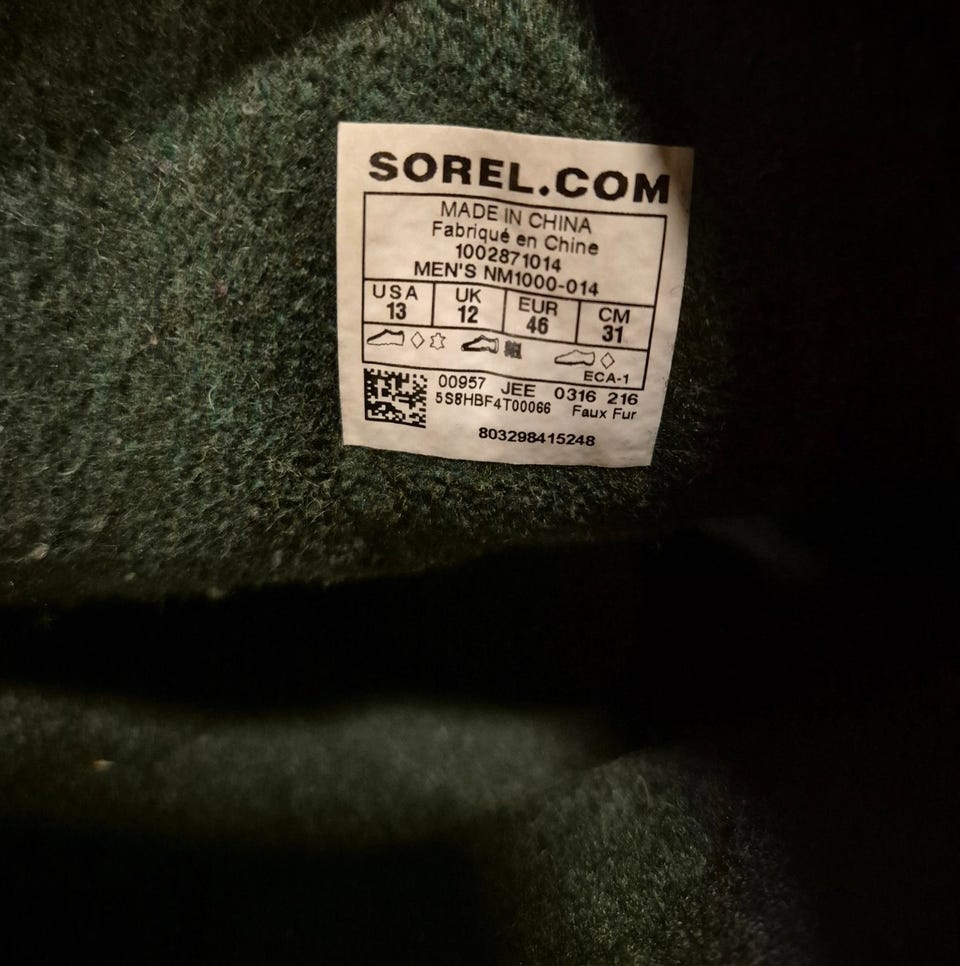 SOREL.COM
MADE IN CHINA
Fabriqué en Chine
1002871014
MEN'S NM1000-014
USA UK EUR CM
13 12 46 31
ECA-1
00957 JEE 0316 216
5S8HBF4T00066 Faux Fur
803298415248